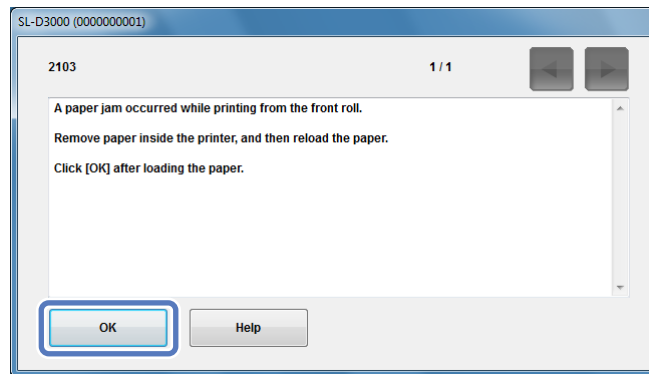 SL-D3000 (0000000001)
2103
1 / 1
A paper jam occurred while printing from the front roll.
Remove paper inside the printer, and then reload the paper.
Click [OK] after loading the paper.
OK
Help